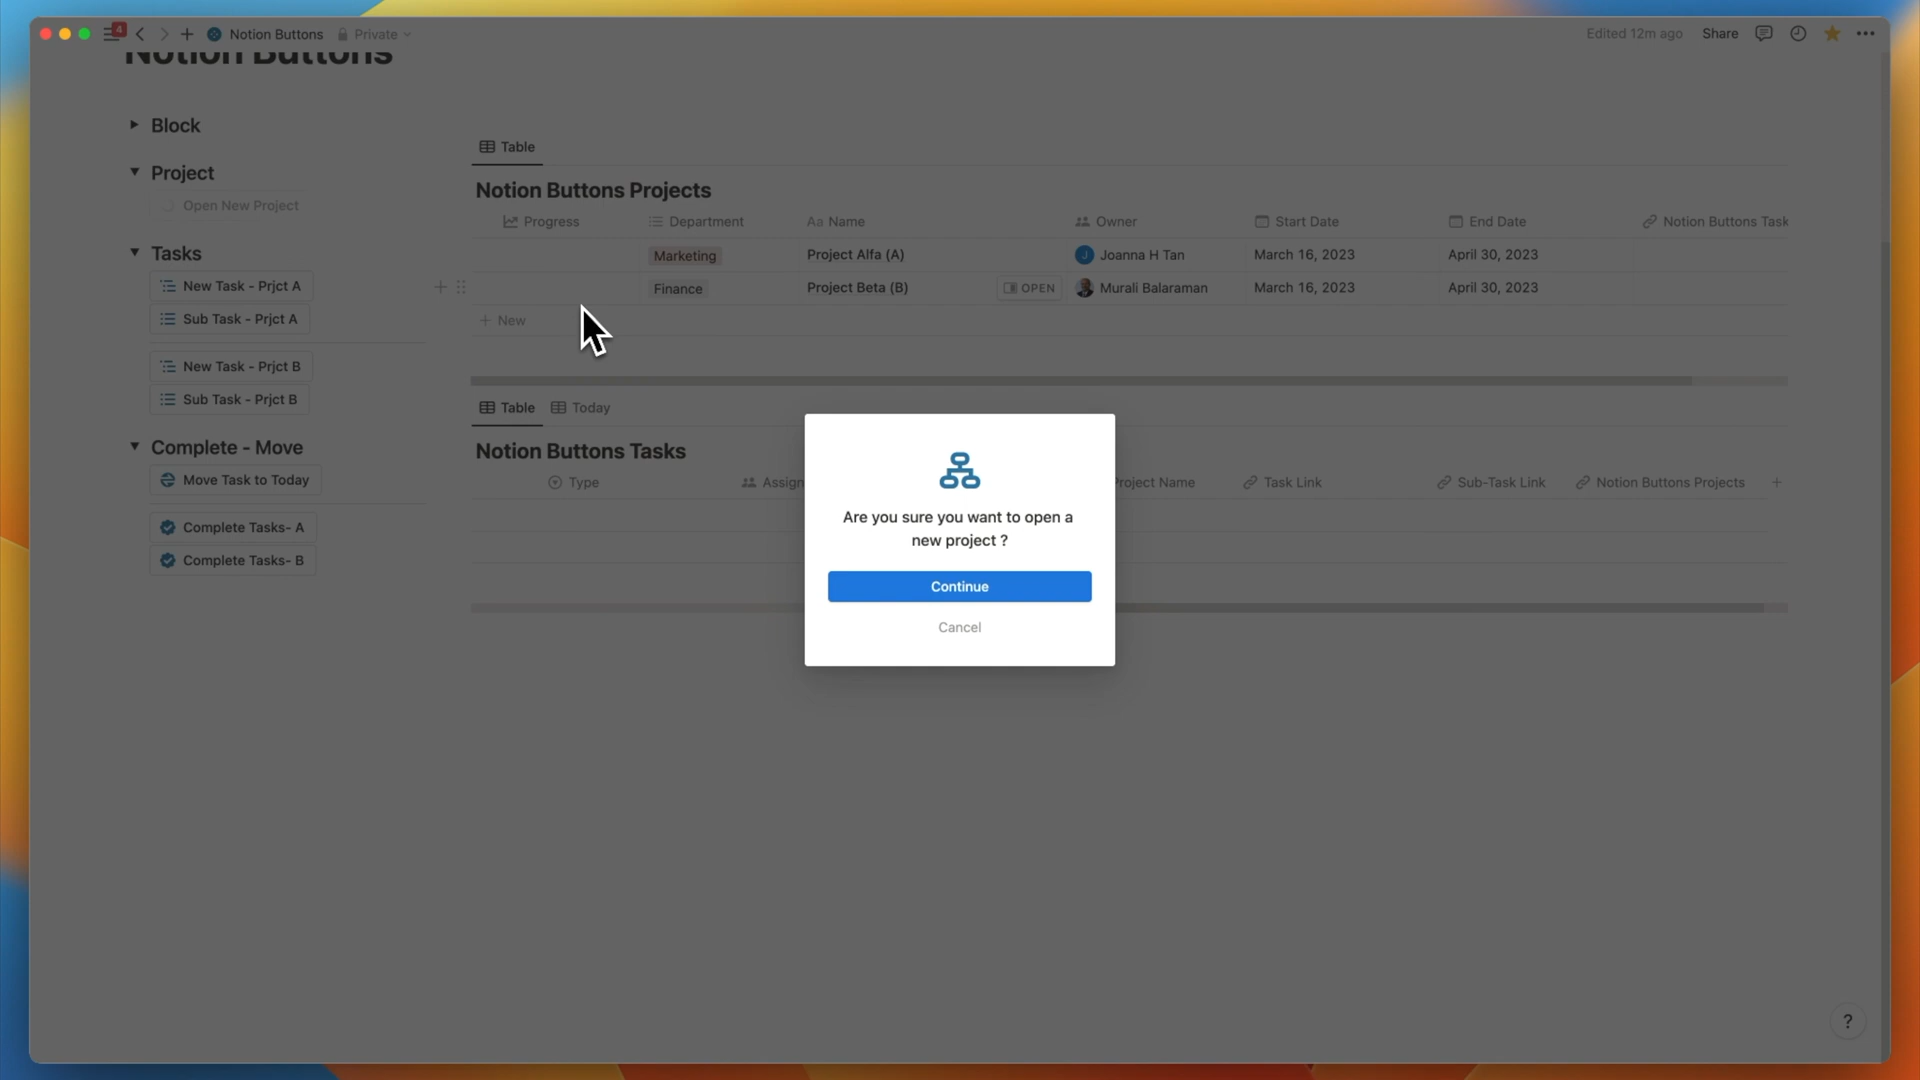 4
Notion Buttons
Private
Edited 12m ago
Share
Notion Buttons
Block
Project
Open New Project
Tasks
New Task - Prjct A
Sub Task - Prjct A
New Task - Prjct B
Sub Task - Prjct B
Complete - Move
Move Task to Today
Complete Tasks- A
Complete Tasks- B
Table
Notion Buttons Projects
Progress Department Aa Name Owner Start Date End Date Notion Buttons Task
Marketing Project Alfa (A) Joanna H Tan March 16, 2023 April 30, 2023
J
Finance Project Beta (B) OPEN Murali Balaraman March 16, 2023 April 30, 2023
+ New
Table Today
Notion Buttons Tasks
Type Assign Project Name Task Link Sub-Task Link Notion Buttons Projects +
Are you sure you want to open a
new project ?
Continue
Cancel
?